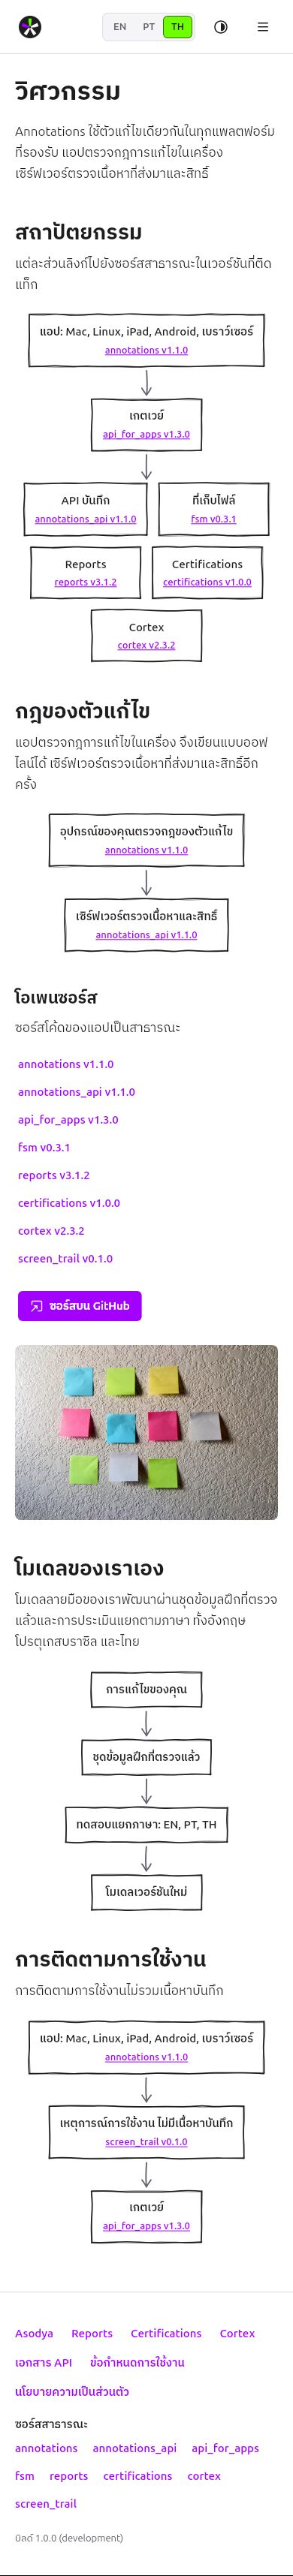 EN PT TH
วิศวกรรม
Annotations ใช้ตัวแก้ไขเดียวกันในทุกแพลตฟอร์ม
ที่รองรับ แอปตรวจกฎการแก้ไขในเครื่อง
เซิร์ฟเวอร์ตรวจเนื้อหาที่ส่งมาและสิทธิ์
สถาปัตยกรรม
แต่ละส่วนลิงก์ไปยังซอร์สสาธารณะในเวอร์ชันที่ติด
แท็ก
แอป: Mac, Linux, iPad, Android, เบราว์เซอร์
annotations v1.1.0
เกตเวย์
api_for_apps v1.3.0
API บันทึก
annotations_api v1.1.0
ที่เก็บไฟล์
fsm v0.3.1
Reports
reports v3.1.2
Certifications
certifications v1.0.0
Cortex
cortex v2.3.2
กฎของตัวแก้ไข
แอปตรวจกฎการแก้ไขในเครื่อง จึงเขียนแบบออฟ
ไลน์ได้ เซิร์ฟเวอร์ตรวจเนื้อหาที่ส่งมาและสิทธิ์อีก
ครั้ง
อุปกรณ์ของคุณตรวจกฎของตัวแก้ไข
annotations v1.1.0
เซิร์ฟเวอร์ตรวจเนื้อหาและสิทธิ์
annotations_api v1.1.0
โอเพนซอร์ส
ซอร์สโค้ดของแอปเป็นสาธารณะ
annotations v1.1.0
annotations_api v1.1.0
api_for_apps v1.3.0
fsm v0.3.1
reports v3.1.2
certifications v1.0.0
cortex v2.3.2
screen_trail v0.1.0
ซอร์สบน GitHub
โมเดลของเราเอง
โมเดลลายมือของเราพัฒนาผ่านชุดข้อมูลฝึกที่ตรวจ
แล้วและการประเมินแยกตามภาษา ทั้งอังกฤษ
โปรตุเกสบราซิล และไทย
การแก้ไขของคุณ
ชุดข้อมูลฝึกที่ตรวจแล้ว
ทดสอบแยกภาษา: EN, PT, TH
โมเดลเวอร์ชันใหม่
การติดตามการใช้งาน
การติดตามการใช้งานไม่รวมเนื้อหาบันทึก
แอป: Mac, Linux, iPad, Android, เบราว์เซอร์
annotations v1.1.0
เหตุการณ์การใช้งาน ไม่มีเนื้อหาบันทึก
screen_trail v0.1.0
เกตเวย์
api_for_apps v1.3.0
Asodya Reports Certifications Cortex
เอกสาร API ข้อกำหนดการใช้งาน
นโยบายความเป็นส่วนตัว
ซอร์สสาธารณะ
annotations annotations_api api_for_apps
fsm reports certifications cortex
screen_trail
บิลด์ 1.0.0 (development)